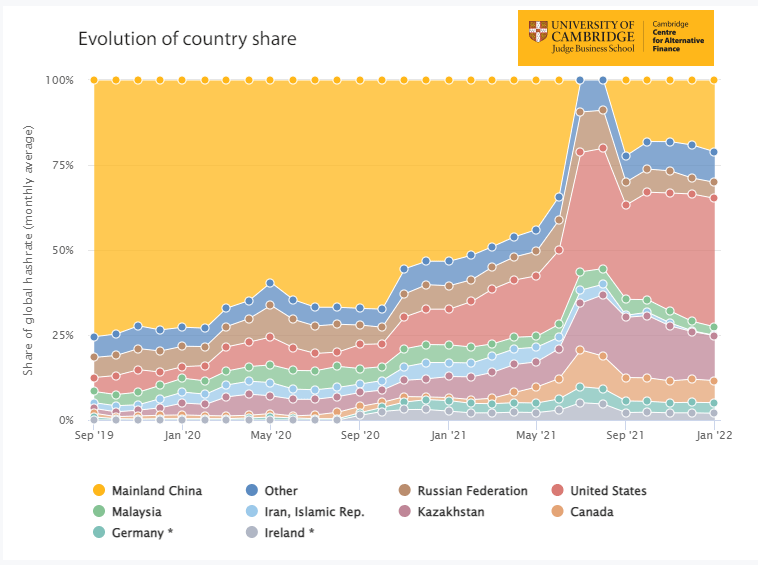 Evolution of country share
UNIVERSITY OF
CAMBRIDGE
Judge Business School
Cambridge
Centre
for Alternative
Finance
Share of global hashrate (monthly average)
100%
75%
50%
25%
0%
Sep '19
Jan '20
May '20
Sep '20
Jan '21
May '21
Sep '21
Jan '22
Mainland China
Other
Russian Federation
United States
Malaysia
Iran, Islamic Rep.
Kazakhstan
Canada
Germany *
Ireland *